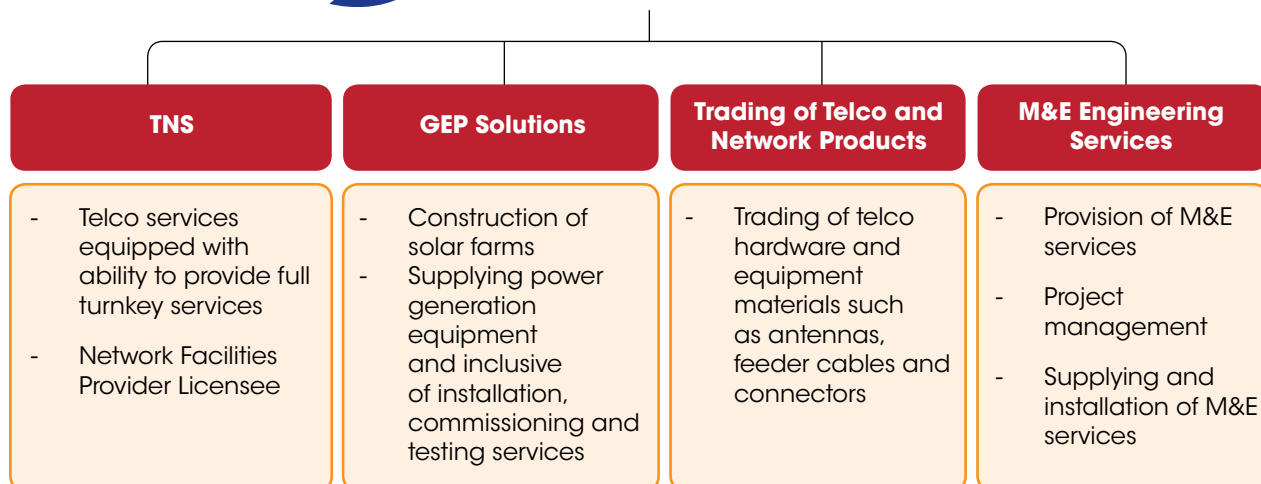 TNS
- Telco services
equipped with
ability to provide full
turnkey services
- Network Facilities
Provider Licensee
GEP Solutions
- Construction of
solar farms
- Supplying power
generation
equipment
and inclusive
of installation,
commissioning and
testing services
Trading of Telco and
Network Products
- Trading of telco
hardware and
equipment
materials such
as antennas,
feeder cables and
connectors
M&E Engineering
Services
- Provision of M&E
services
- Project
management
- Supplying and
installation of M&E
services